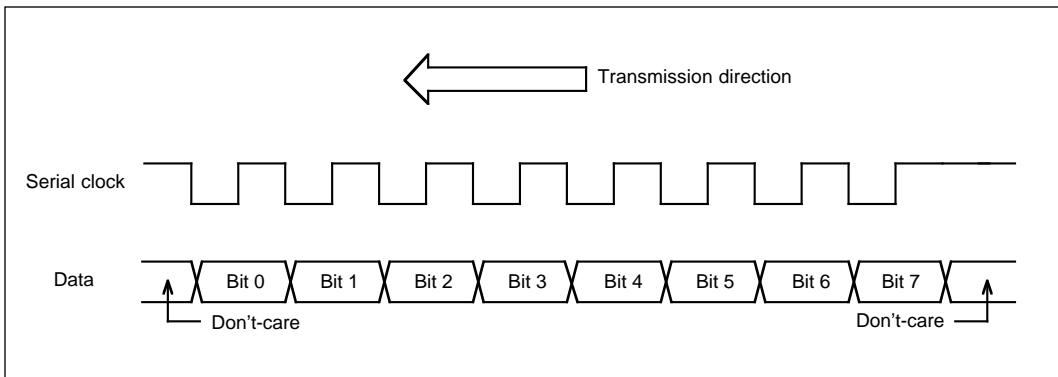 Transmission direction
Serial clock
Data
Bit 0 Bit 1 Bit 2 Bit 3 Bit 4 Bit 5 Bit 6 Bit 7
Don't-care Don't-care